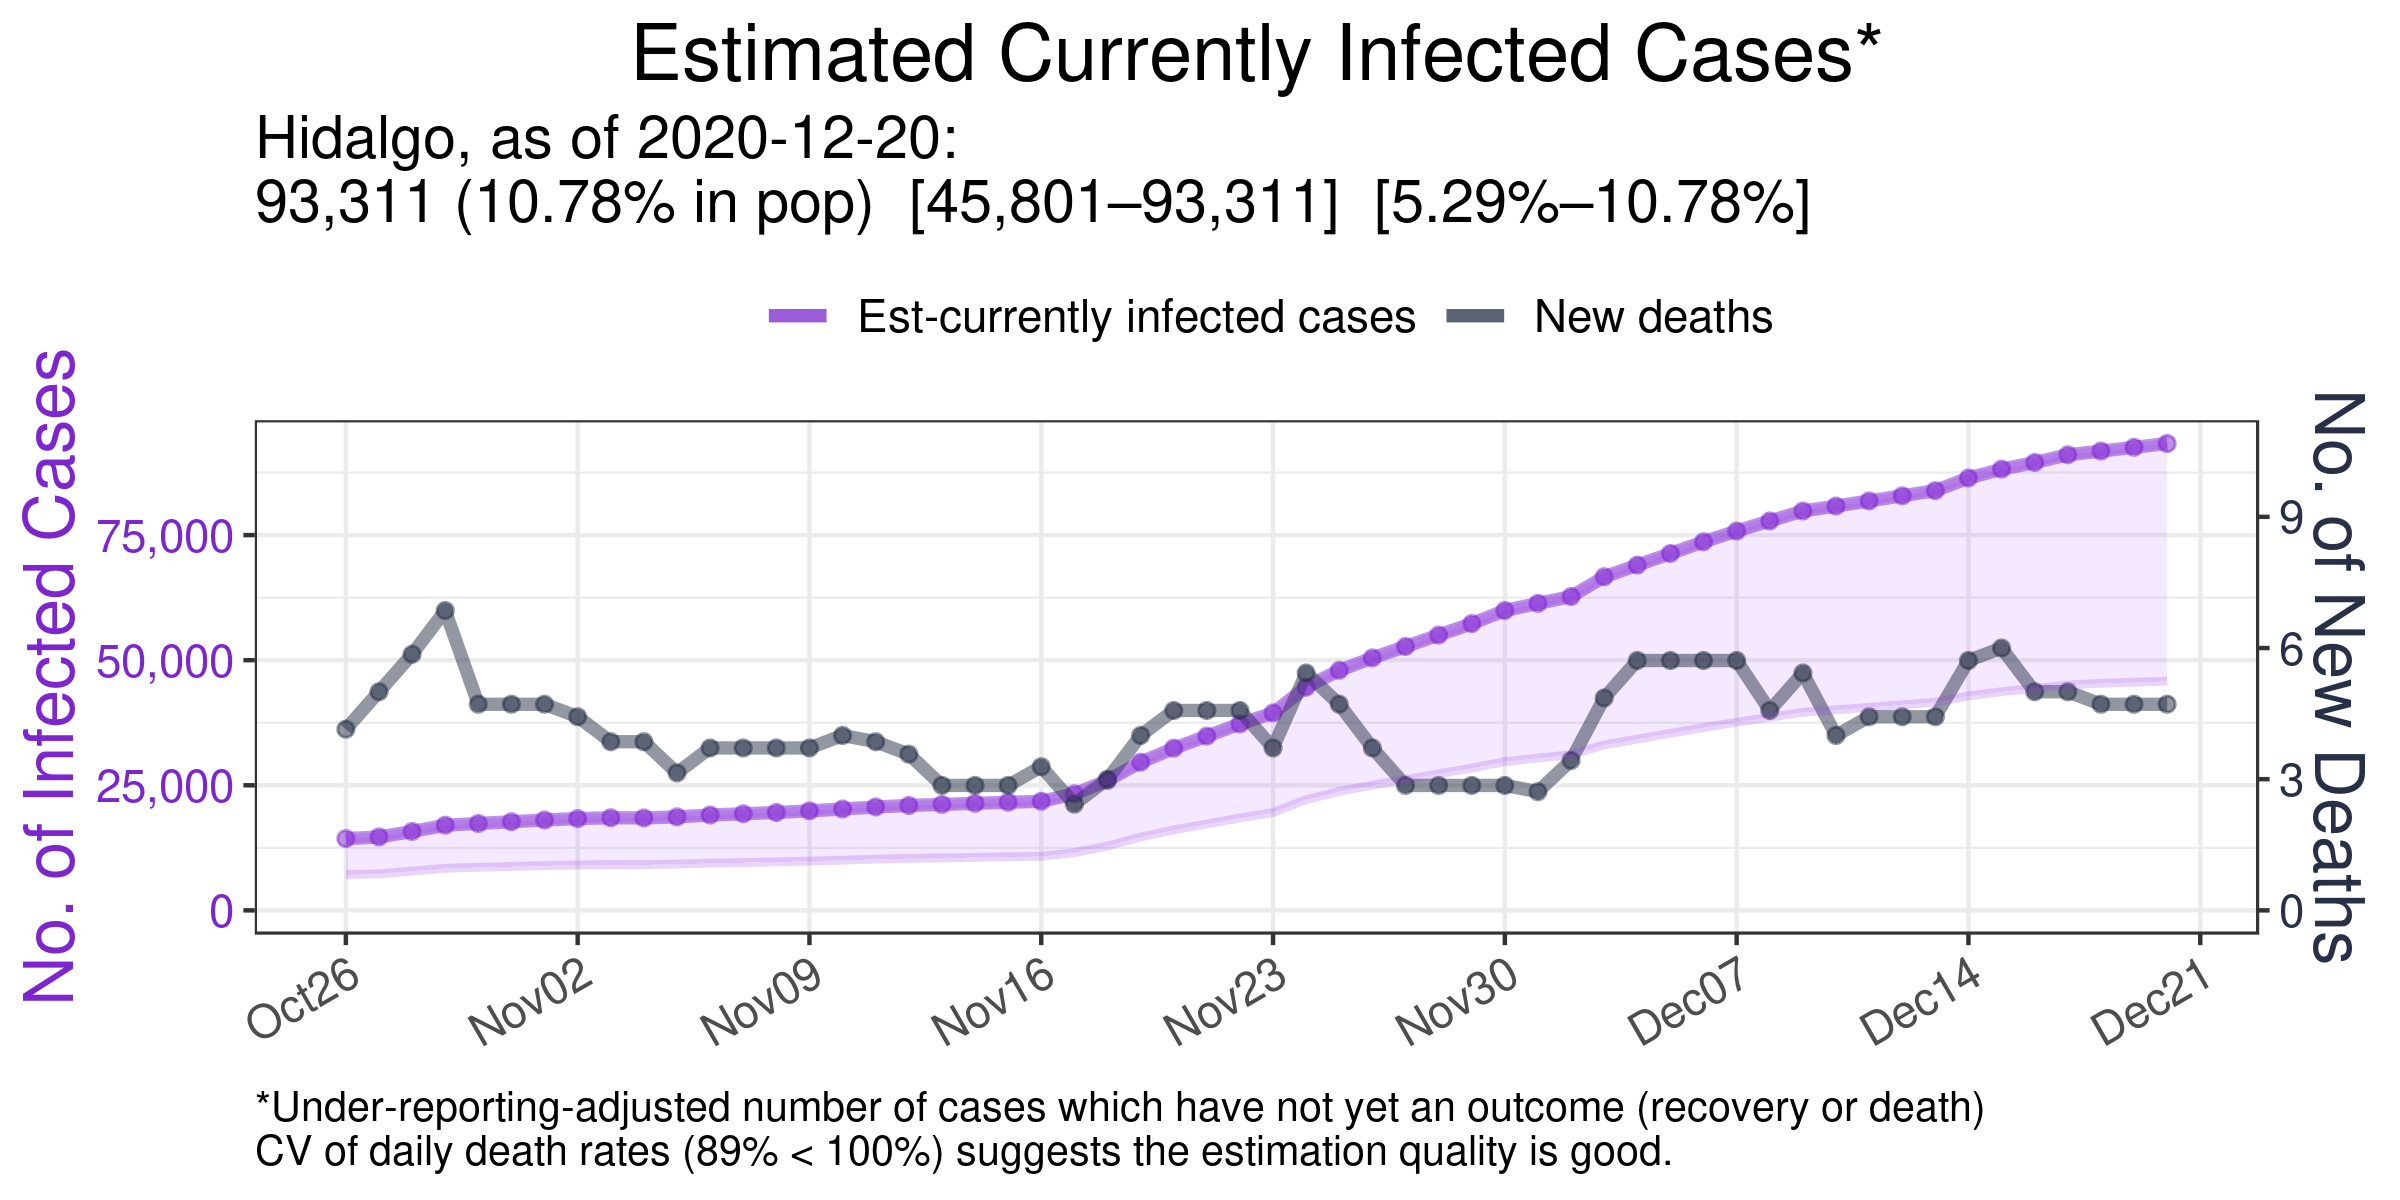 Estimated Currently Infected Cases*
Hidalgo, as of 2020-12-20:
93,311 (10.78% in pop)  [45,801–93,311]  [5.29%–10.78%]
Est-currently infected cases
New deaths
No. of Infected Cases
75,000
50,000
25,000
0
No. of New Deaths
9
6
3
0
Oct26
Nov02
Nov09
Nov16
Nov23
Nov30
Dec07
Dec14
Dec21
*Under-reporting-adjusted number of cases which have not yet an outcome (recovery or death)
CV of daily death rates (89% < 100%) suggests the estimation quality is good.